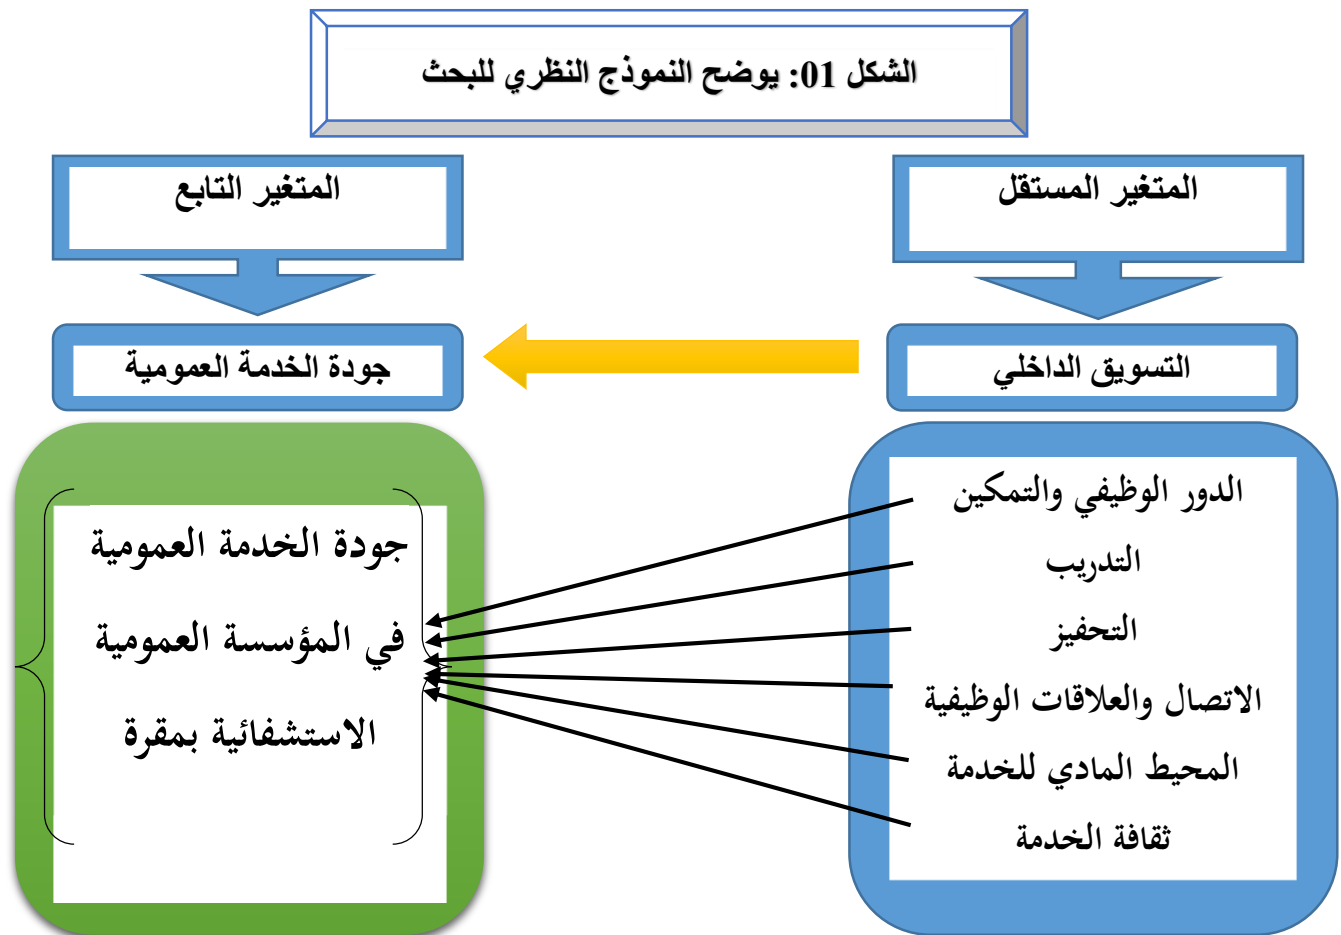 الشكل 01: يوضح النموذج النظري للبحث
المتغير المستقل
المتغير التابع
التسويق الداخلي
جودة الخدمة العمومية
الدور الوظيفي والتمكين
التدريب
التحفيز
الاتصال والعلاقات الوظيفية
المحيط المادي للخدمة
ثقافة الخدمة
جودة الخدمة العمومية
في المؤسسة العمومية
الاستشفائية بمقرة